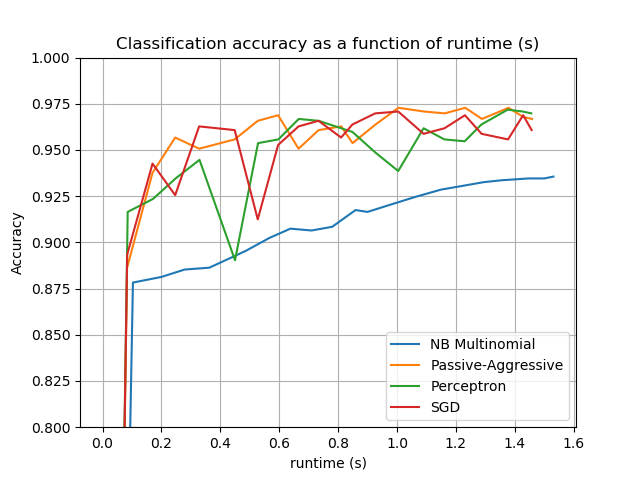 Classification accuracy as a function of runtime (s)
1.000
0.975
0.950
0.925
0.900
0.875
0.850
0.825
0.800
Accuracy
NB Multinomial
Passive-Aggressive
Perceptron
SGD
0.0 0.2 0.4 0.6 0.8 1.0 1.2 1.4 1.6
runtime (s)